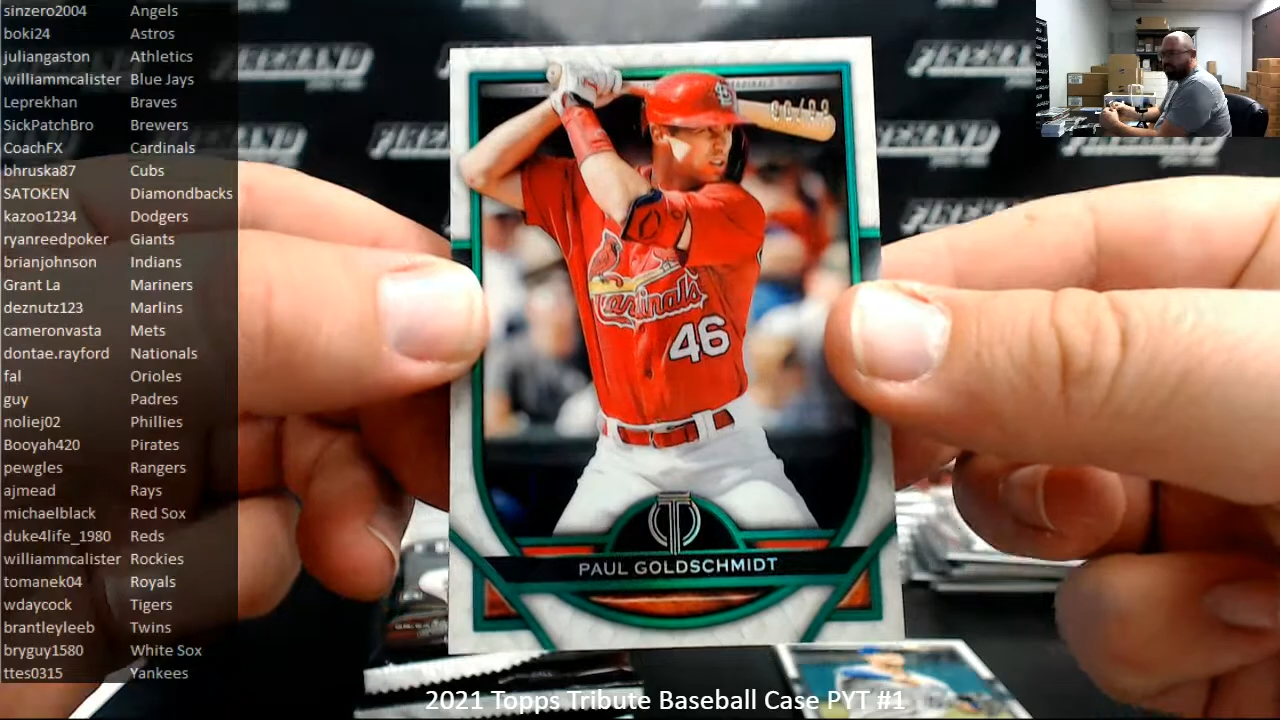 sinzero2004 Angels
boki24 Astros
juliangaston Athletics
williammcalister Blue Jays
Leprekhan Braves
SickPatchBro Brewers
CoachFX Cardinals
bhruska87 Cubs
SATOKEN Diamondbacks
kazoo1234 Dodgers
ryanreedpoker Giants
brianjohnson Indians
Grant La Mariners
deznutz123 Marlins
cameronvasta Mets
dontae.rayford Nationals
fal Orioles
guy Padres
noliej02 Phillies
Booyah420 Pirates
pewgles Rangers
ajmead Rays
michaelblack Red Sox
duke4life_1980 Reds
williammcalister Rockies
tomanek04 Royals
wdaycock Tigers
brantleyleeb Twins
bryguy1580 White Sox
ttes0315 Yankees
FIREHAND
FIREHAND
FIREHAND
FIREHAND
Cardinals
46
PAUL GOLDSCHMIDT
2021 Topps Tribute Baseball Case PYT #1